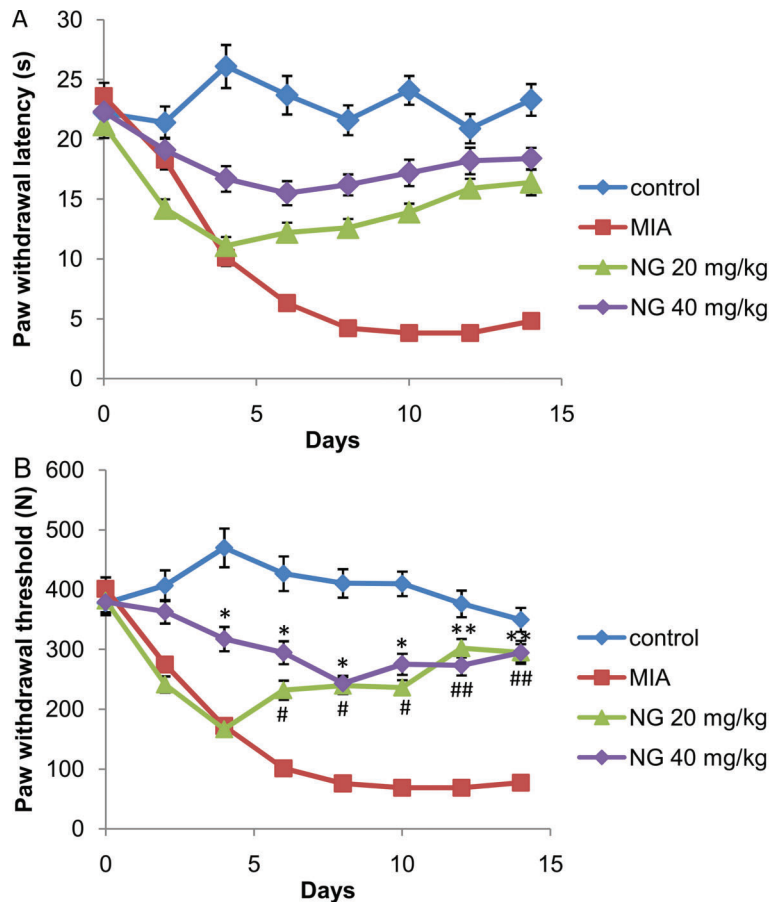 A
Paw withdrawal latency (s)
30
25
20
15
10
5
0
0 5 10 15
Days
control
MIA
NG 20 mg/kg
NG 40 mg/kg
B
Paw withdrawal threshold (N)
600
500
400
300
200
100
0
* * * * ** **
# # # ## ##
0 5 10 15
Days
control
MIA
NG 20 mg/kg
NG 40 mg/kg